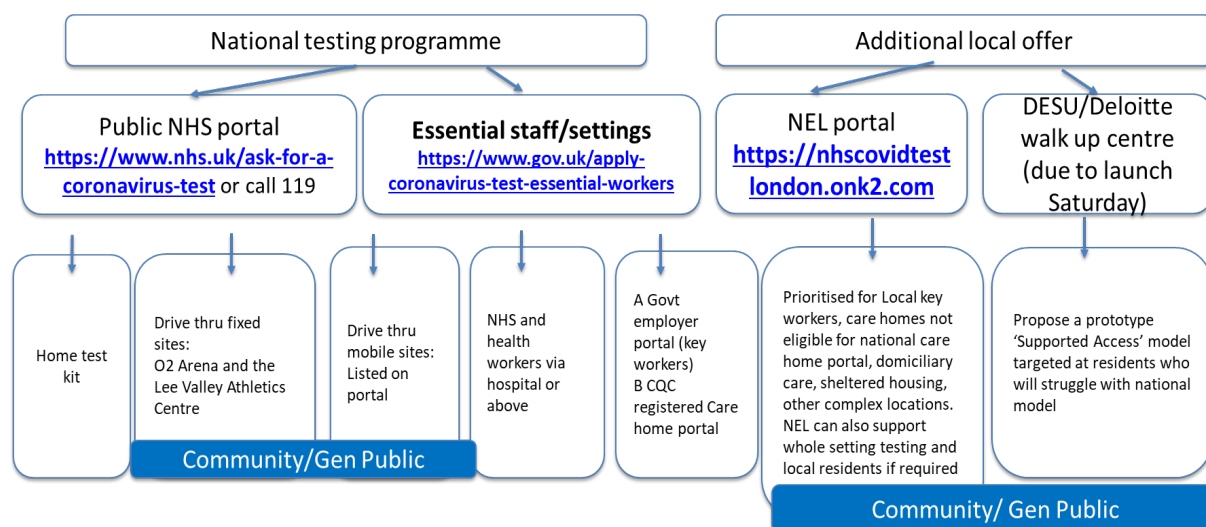 National testing programme
Additional local offer
Public NHS portal
https://www.nhs.uk/ask-for-a-
coronavirus-test or call 119
Essential staff/settings
https://www.gov.uk/apply-
coronavirus-test-essential-workers
NEL portal
https://nhscovidtest
london.onk2.com
DESU/Deloitte
walk up centre
(due to launch
Saturday)
Home test
kit
Drive thru fixed
sites:
O2 Arena and the
Lee Valley Athletics
Centre
Drive thru
mobile sites:
Listed on
portal
NHS and
health
workers via
hospital or
above
A Govt
employer
portal (key
workers)
B CQC
registered Care
home portal
Prioritised for Local key
workers, care homes not
eligible for national care
home portal, domiciliary
care, sheltered housing,
other complex locations.
NEL can also support
whole setting testing and
local residents if required
Propose a prototype
‘Supported Access’ model
targeted at residents who
will struggle with national
model
Community/Gen Public
Community/ Gen Public